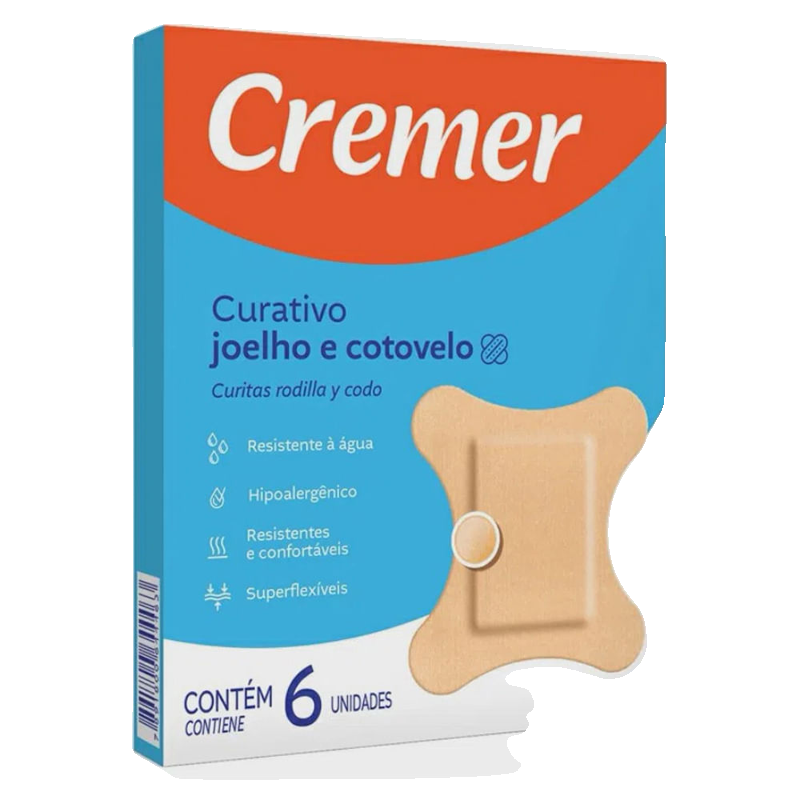 Cremer
Curativo
joelho e cotovelo
Curitas rodilla y codo
Resistente à água
Hipoalergênico
Resistentes
e confortáveis
Superflexíveis
CONTÉM 6 UNIDADES
CONTIENE